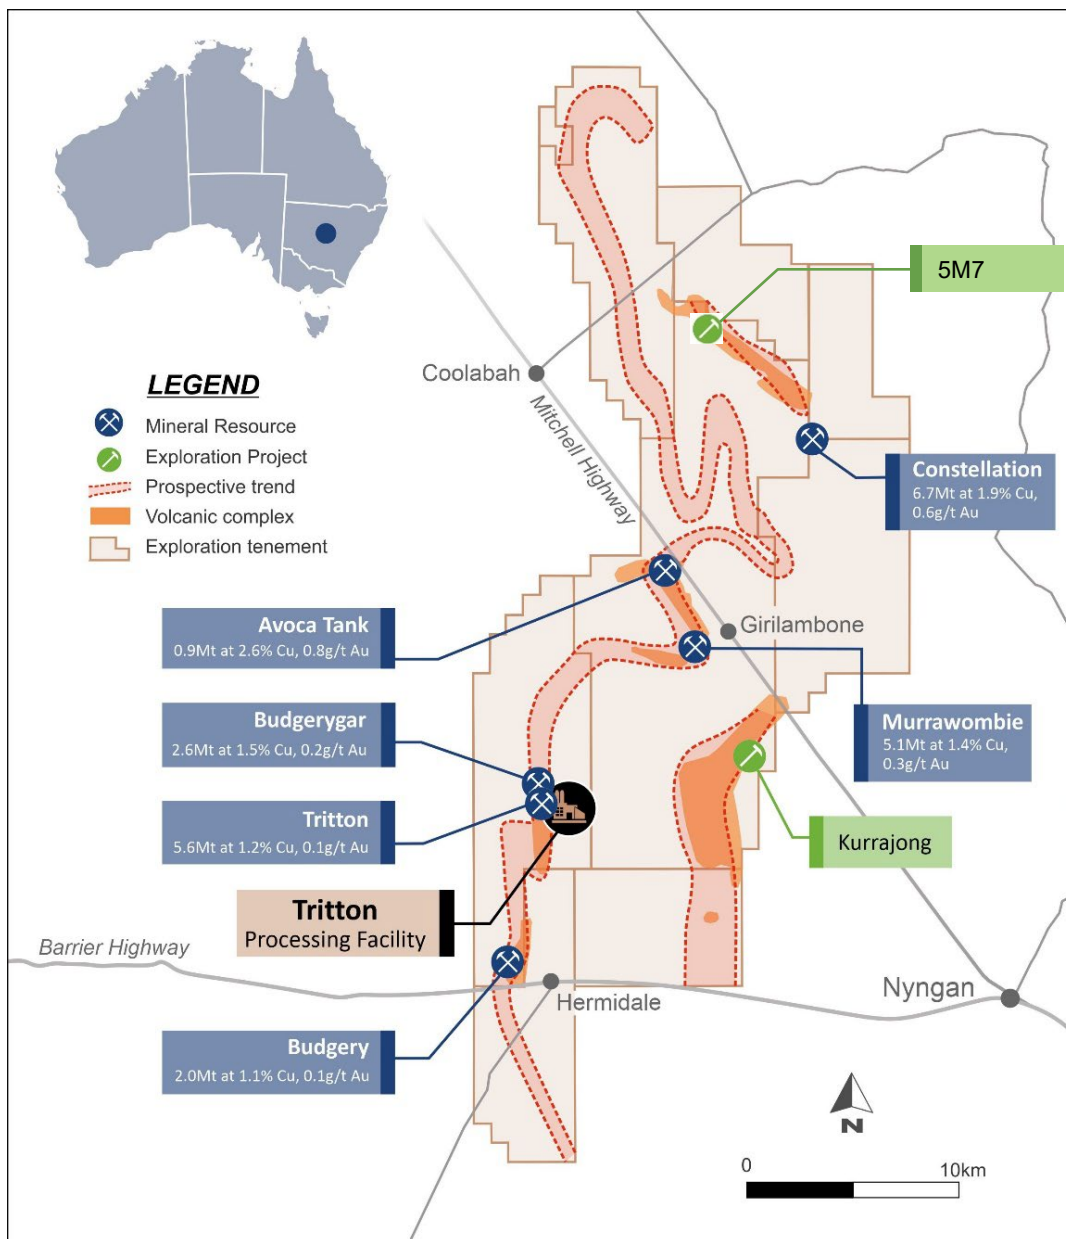 5M7
Coolabah
LEGEND
Mineral Resource
Exploration Project
Prospective trend
Volcanic complex
Exploration tenement
Mitchell Highway
Constellation
6.7Mt at 1.9% Cu,
0.6g/t Au
Avoca Tank
0.9Mt at 2.6% Cu, 0.8g/t Au
Girilambone
Budgerygar
2.6Mt at 1.5% Cu, 0.2g/t Au
Murrawombie
5.1Mt at 1.4% Cu,
0.3g/t Au
Tritton
5.6Mt at 1.2% Cu, 0.1g/t Au
Kurrajong
Tritton
Processing Facility
Barrier Highway
Hermidale
Nyngan
Budgery
2.0Mt at 1.1% Cu, 0.1g/t Au
N
0
10km